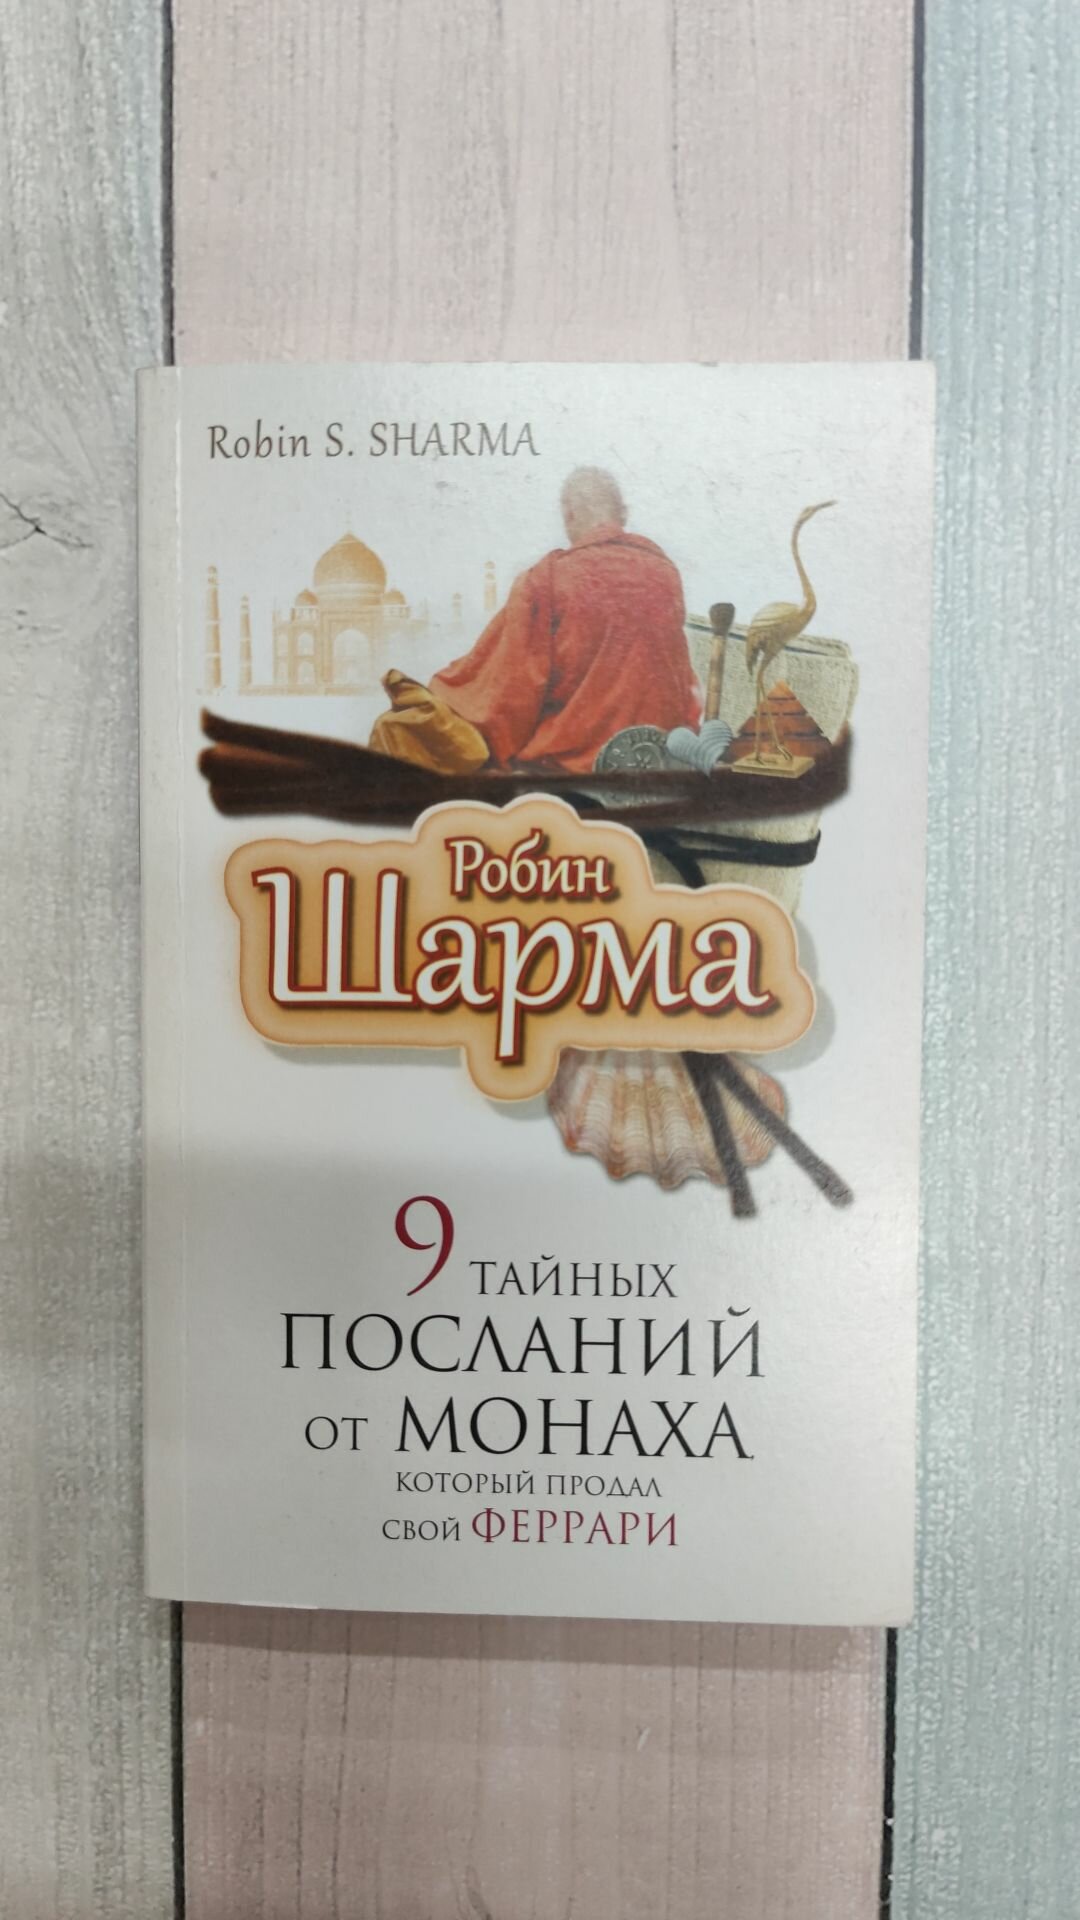 Robin S. SHARMA
Робин
Шарма
9 ТАЙНЫХ
ПОСЛАНИЙ
ОТ МОНАХА,
КОТОРЫЙ ПРОДАЛ
СВОЙ ФЕРРАРИ